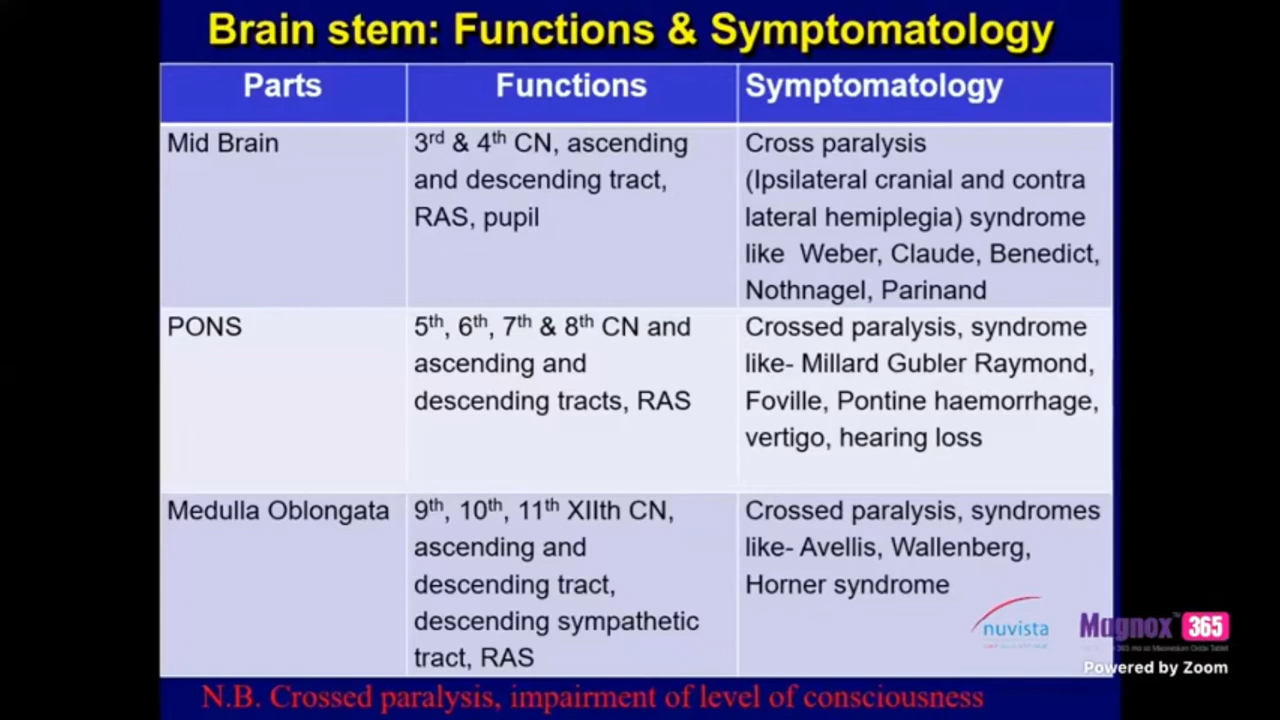 Brain stem: Functions & Symptomatology
Parts
Functions
Symptomatology
Mid Brain
3rd & 4th CN, ascending
and descending tract,
RAS, pupil
Cross paralysis
(Ipsilateral cranial and contra
lateral hemiplegia) syndrome
like Weber, Claude, Benedict,
Nothnagel, Parinand
PONS
5th, 6th, 7th & 8th CN and
ascending and
descending tracts, RAS
Crossed paralysis, syndrome
like- Millard Gubler Raymond,
Foville, Pontine haemorrhage,
vertigo, hearing loss
Medulla Oblongata
9th, 10th, 11th XIIth CN,
ascending and
descending tract,
descending sympathetic
tract, RAS
Crossed paralysis, syndromes
like- Avellis, Wallenberg,
Horner syndrome
nuvista
Magnox 365
Powered by Zoom
N.B. Crossed paralysis, impairment of level of consciousness